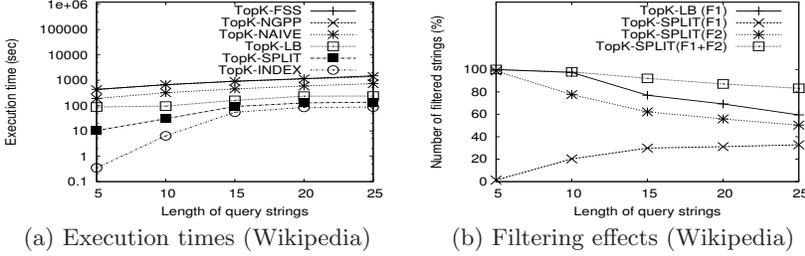 Execution time (sec)
1e+06
100000
10000
1000
100
10
1
0.1
TopK-FSS
TopK-NGPP
TopK-NAIVE
TopK-LB
TopK-SPLIT
TopK-INDEX
5 10 15 20 25
Length of query strings
(a) Execution times (Wikipedia)
Number of filtered strings (%)
100
80
60
40
20
0
TopK-LB (F1)
TopK-SPLIT(F1)
TopK-SPLIT(F2)
TopK-SPLIT(F1+F2)
5 10 15 20 25
Length of query strings
(b) Filtering effects (Wikipedia)